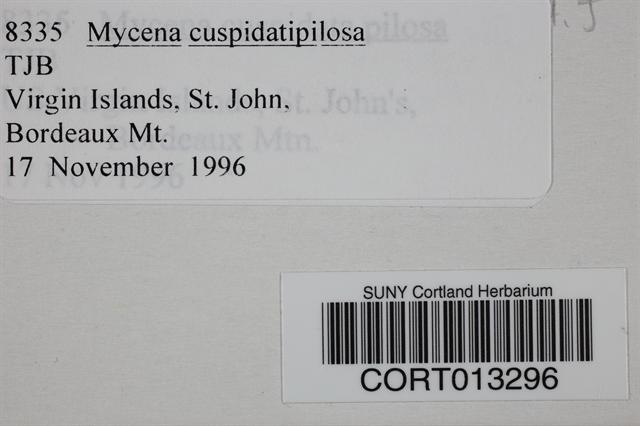 8335 Mycena cuspidatipilosa
TJB
Virgin Islands, St. John,
Bordeaux Mt.
17 November 1996
SUNY Cortland Herbarium
CORT013296